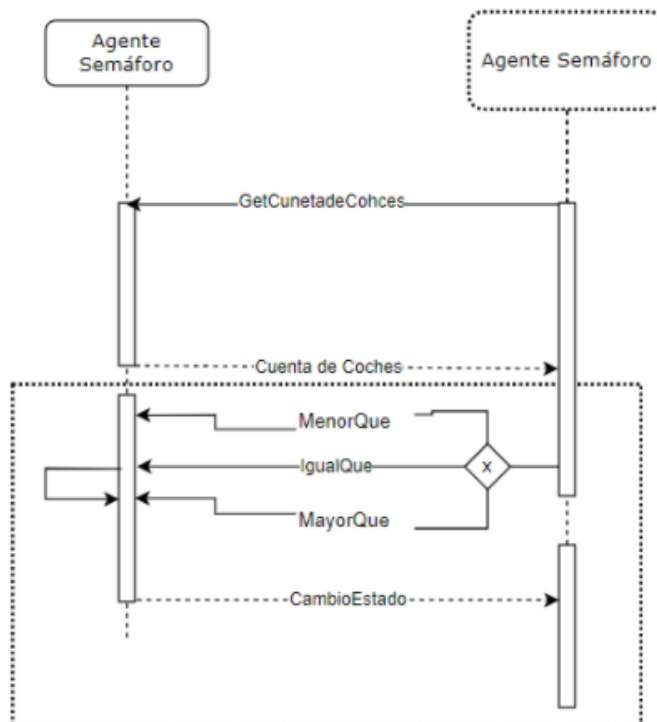 Agente
Semáforo
Agente Semáforo
GetCunetadeCohces
Cuenta de Coches
MenorQue
X
IgualQue
MayorQue
CambioEstado